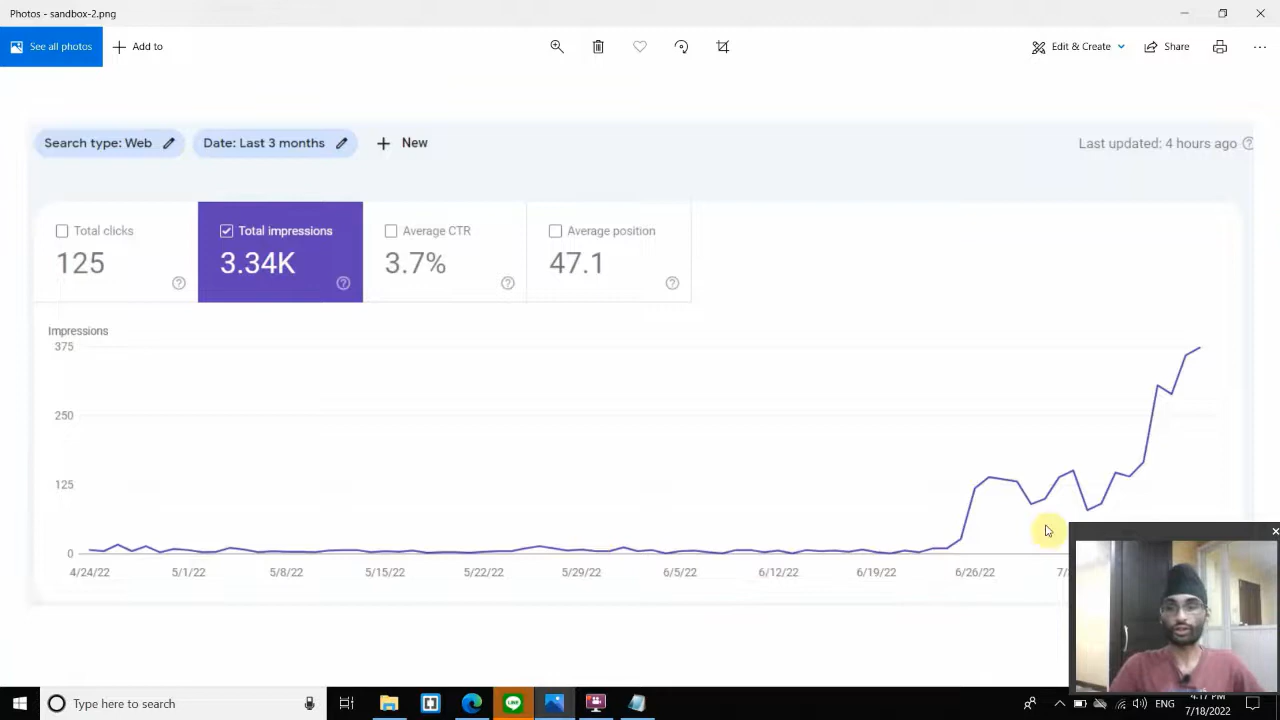 Photos - sandbox-2.png
See all photos
Add to
Edit & Create
Share
Search type: Web
Date: Last 3 months
New
Last updated: 4 hours ago
Total clicks
125
Total impressions
3.34K
Average CTR
3.7%
Average position
47.1
Impressions
375
250
125
0
4/24/22
5/1/22
5/8/22
5/15/22
5/22/22
5/29/22
6/5/22
6/12/22
6/19/22
6/26/22
Type here to search
ENG
4:17 PM
7/18/2022